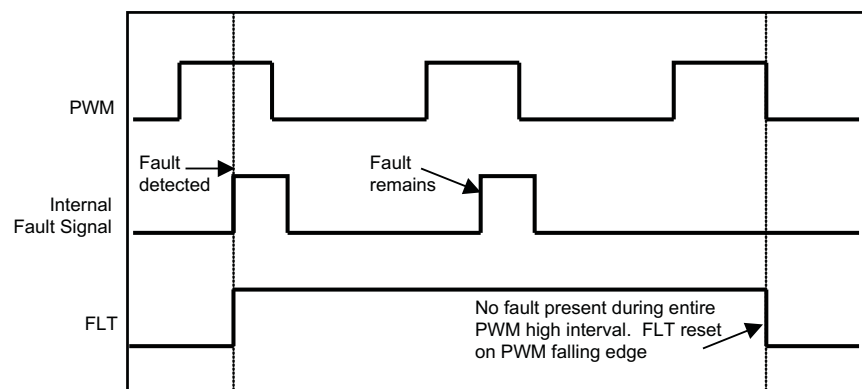 PWM
Fault
detected
Fault
remains
Internal
Fault Signal
FLT
No fault present during entire
PWM high interval.  FLT reset
on PWM falling edge